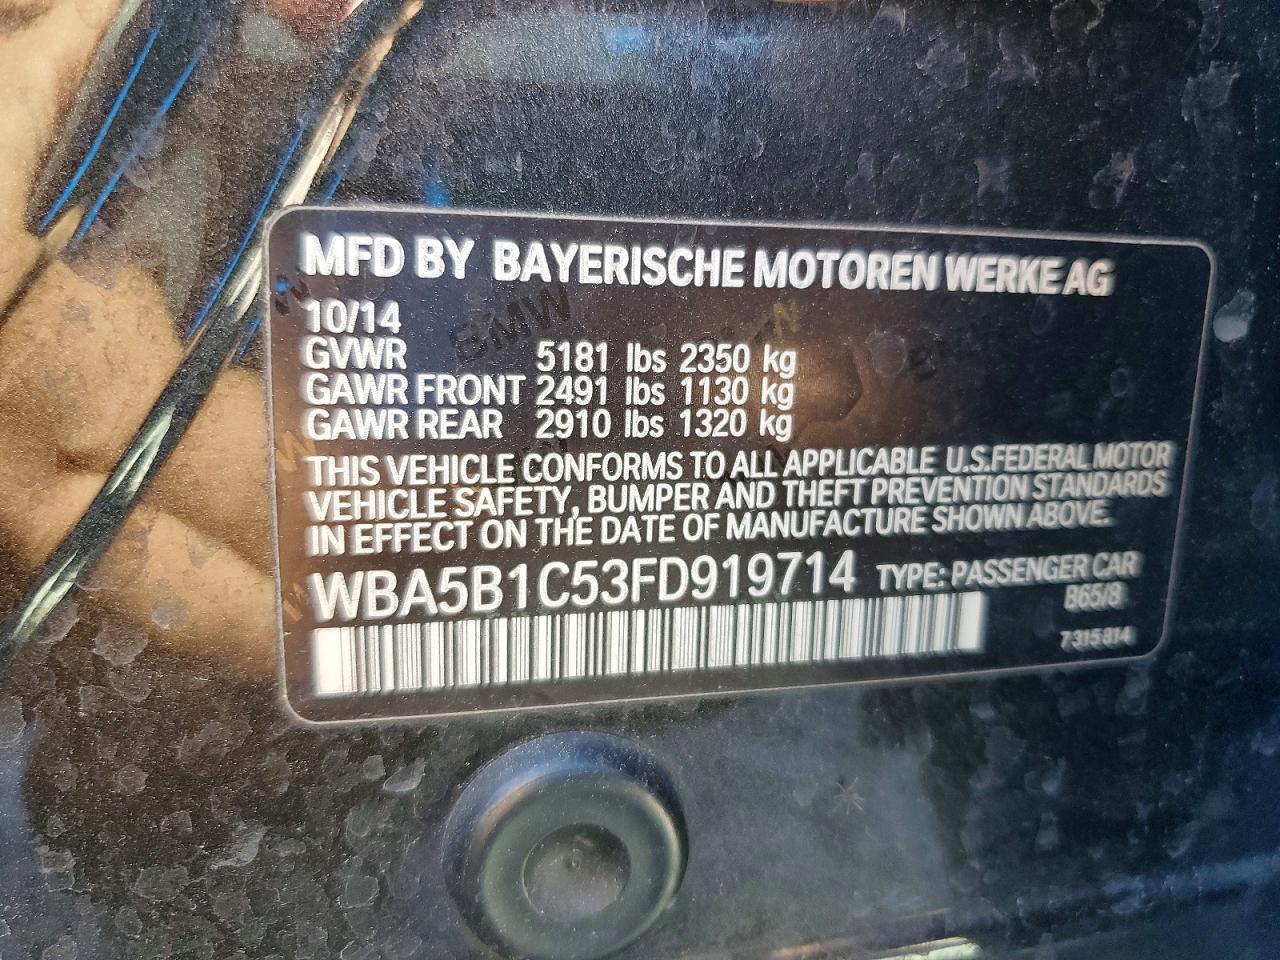 MFD BY BAYERISCHE MOTOREN WERKE AG
10/14
GVWR 5181 lbs 2350 kg
GAWR FRONT 2491 lbs 1130 kg
GAWR REAR 2910 lbs 1320 kg
THIS VEHICLE CONFORMS TO ALL APPLICABLE U.S.FEDERAL MOTOR
VEHICLE SAFETY, BUMPER AND THEFT PREVENTION STANDARDS
IN EFFECT ON THE DATE OF MANUFACTURE SHOWN ABOVE.
WBA5B1C53FD919714 TYPE: PASSENGER CAR
B65/8
7315814